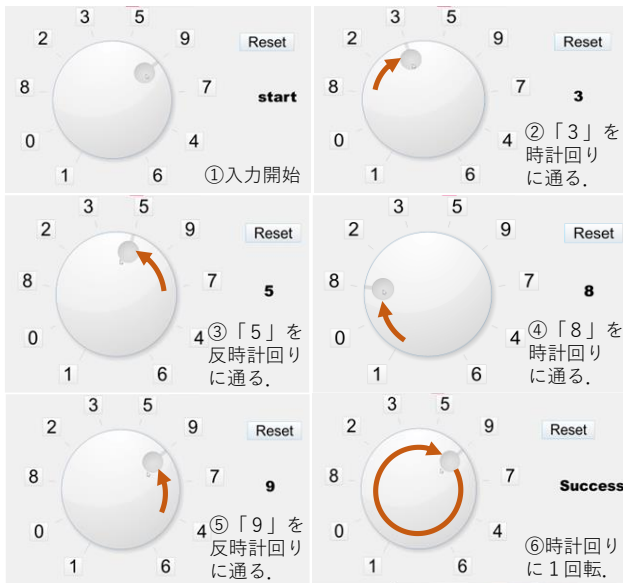 3 5
2 9
Reset
8 7
start
0 4
1 6
①入力開始
3 5
2 9
Reset
8 7
3
0 4
②「3」を
時計回り
に通る.
1 6
3 5
2 9
Reset
8 7
5
0 4
③「5」を
反時計回り
に通る.
1 6
3 5
2 9
Reset
8 7
8
0 4
④「8」を
時計回り
に通る.
1 6
3 5
2 9
Reset
8 7
9
0 4
⑤「9」を
反時計回り
に通る.
1 6
3 5
2 9
Reset
8 7
Success
0 4
1 6
⑥時計回り
に1回転.